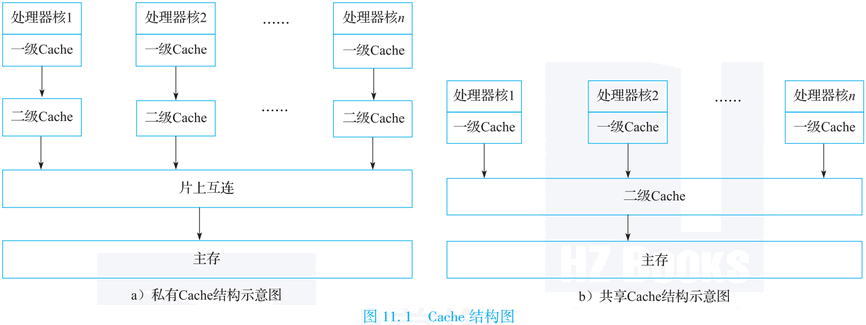 处理器核1
一级Cache
二级Cache
处理器核2
一级Cache
二级Cache
……
……
处理器核n
一级Cache
二级Cache
片上互连
主存
a）私有Cache结构示意图
处理器核1
一级Cache
处理器核2
一级Cache
……
处理器核n
一级Cache
二级Cache
主存
HZ BOOKS
b）共享Cache结构示意图
图 11.1 Cache 结构图